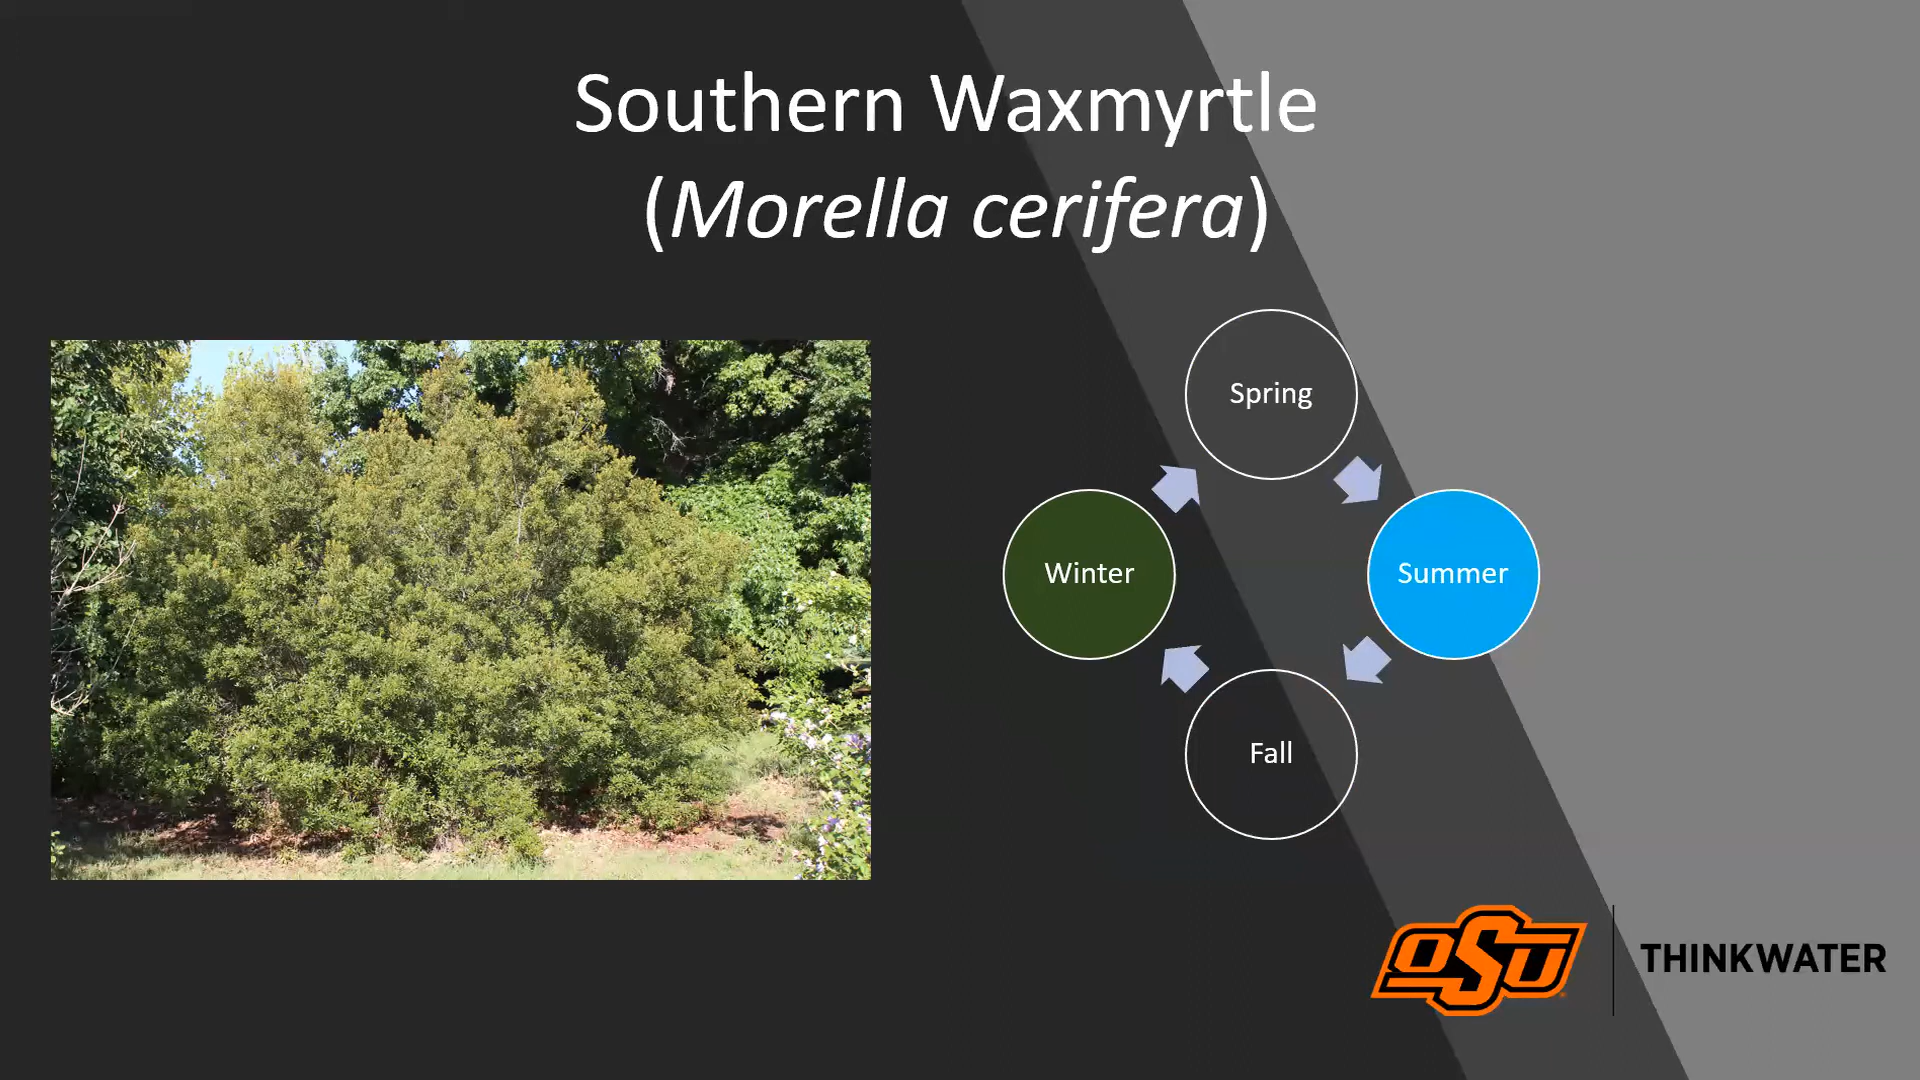 Southern Waxmyrtle
(Morella cerifera)
Spring
Winter
Summer
Fall
OSU
THINKWATER